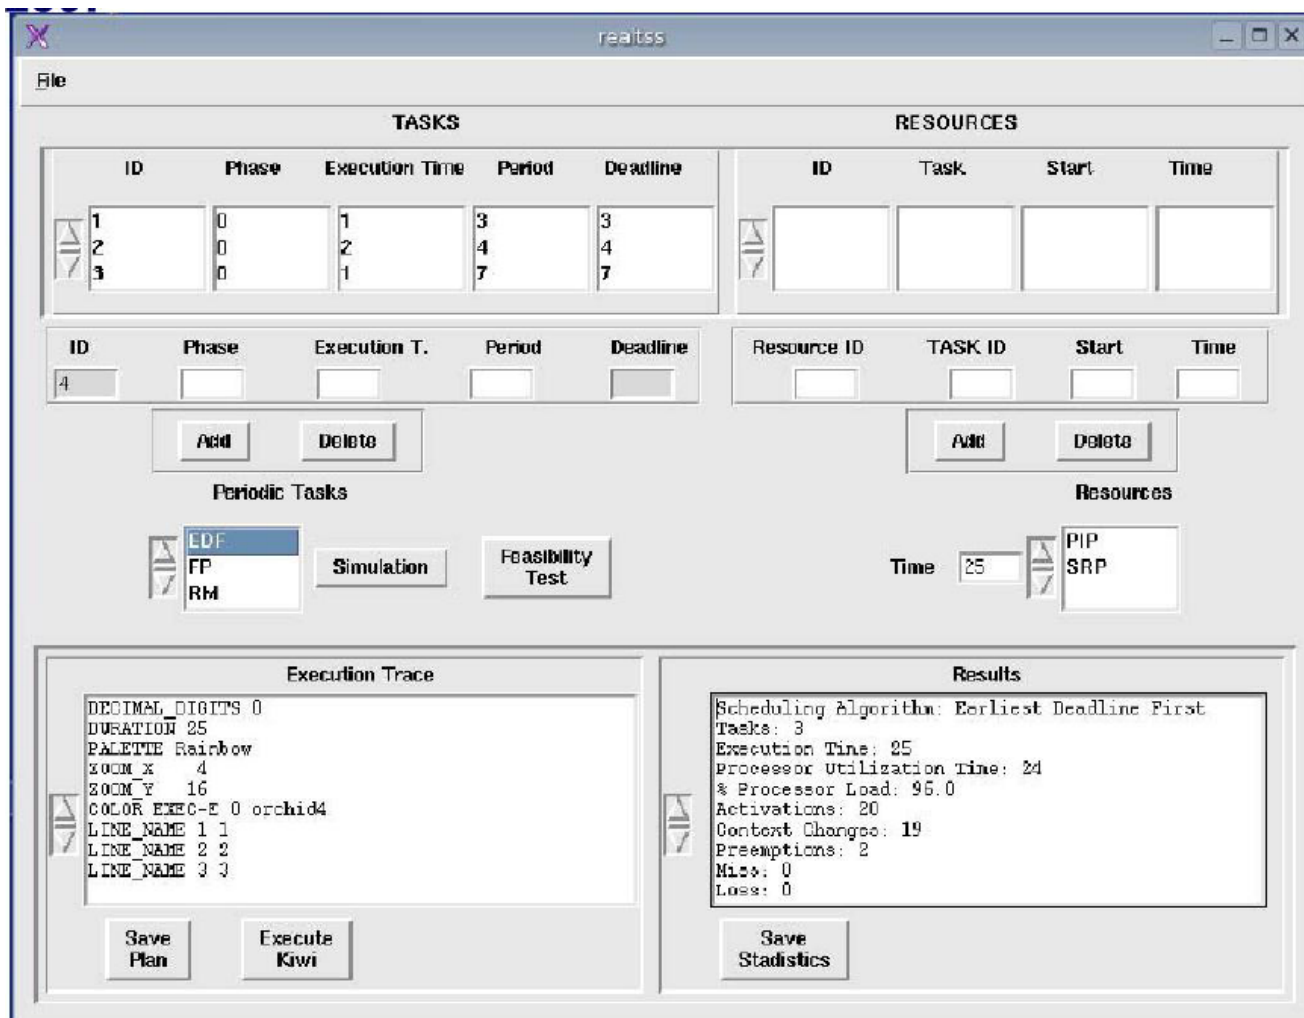 realtss
File
TASKS
RESOURCES
ID Phase Execution Time Period Deadline
ID Task. Start Time
1 0 1 3 3
2 0 2 4 4
3 0 1 7 7
ID Phase Execution T. Period Deadline
Resource ID TASK ID Start Time
4
Add Delete
Add Delete
Periodic Tasks
Resources
EDF
FP
RM
Simulation
Feasibility
Test
Time 25
PIP
SRP
Execution Trace
DECIMAL_DIGITS 0
DURATION 25
PALETTE Rainbow
ZOOM_X 4
ZOOM_Y 16
COLOR EXEC-E 0 orchid4
LINE_NAME 1 1
LINE_NAME 2 2
LINE_NAME 3 3
Save
Plan
Execute
Kiwi
Results
Scheduling Algorithm: Earliest Deadline First
Tasks: 3
Execution Time: 25
Processor Utilization Time: 24
% Processor Load: 96.0
Activations: 20
Context Changes: 19
Preemptions: 2
Miss: 0
Loss: 0
Save
Stadistics